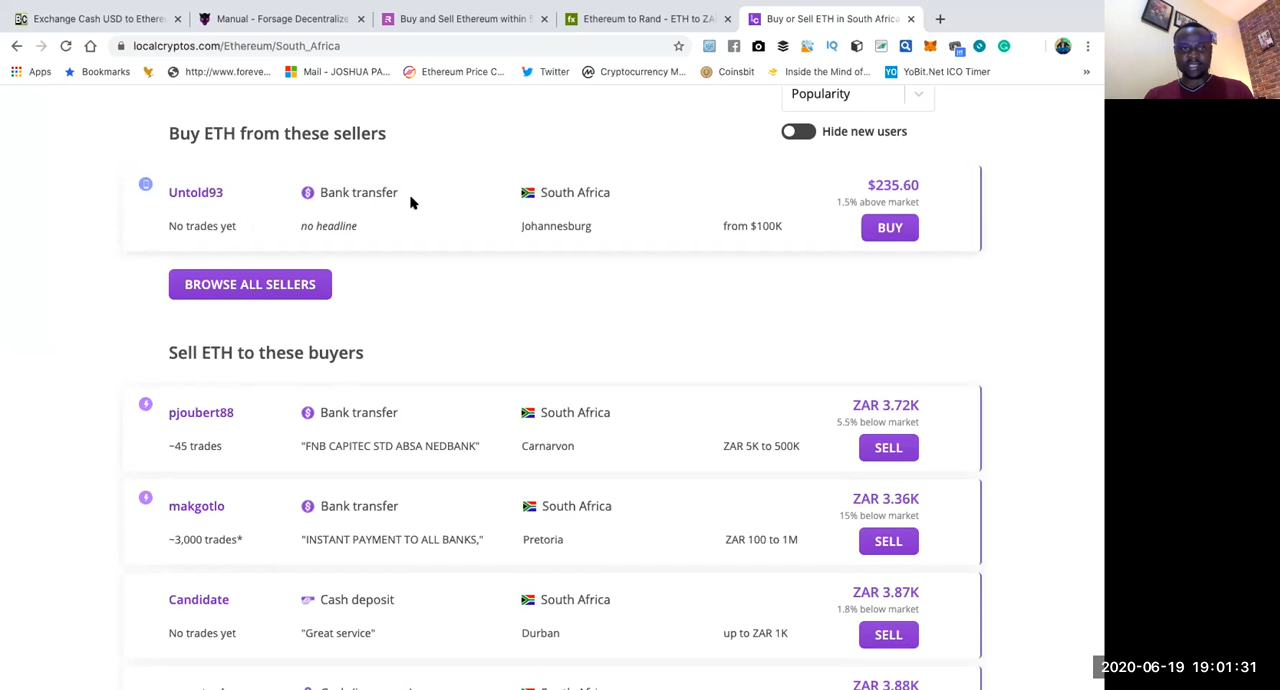 Exchange Cash USD to Ethere
Manual - Forsage Decentralize
Buy and Sell Ethereum within
Ethereum to Rand - ETH to ZA
Buy or Sell ETH in South Africa
localcryptos.com/Ethereum/South_Africa
Apps
Bookmarks
http://www.foreve...
Mail - JOSHUA PA...
Ethereum Price C...
Twitter
Cryptocurrency M...
Coinsbit
Inside the Mind of...
YoBit.Net ICO Timer
»
Popularity
Buy ETH from these sellers
Hide new users
Untold93 Bank transfer South Africa $235.60
1.5% above market
No trades yet no headline Johannesburg from $100K BUY
BROWSE ALL SELLERS
Sell ETH to these buyers
pjoubert88 Bank transfer South Africa ZAR 3.72K
5.5% below market
~45 trades "FNB CAPITEC STD ABSA NEDBANK" Carnarvon ZAR 5K to 500K SELL
makgotlo Bank transfer South Africa ZAR 3.36K
15% below market
~3,000 trades* "INSTANT PAYMENT TO ALL BANKS," Pretoria ZAR 100 to 1M SELL
Candidate Cash deposit South Africa ZAR 3.87K
1.8% below market
No trades yet "Great service" Durban up to ZAR 1K SELL
ZAR 3.88K
2020-06-19 19:01:31